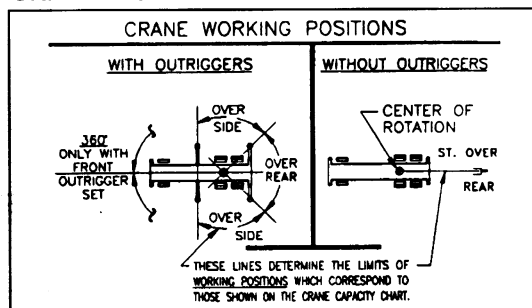 CRANE WORKING POSITIONS
WITH OUTRIGGERS
WITHOUT OUTRIGGERS
OVER
SIDE
360°
ONLY WITH
FRONT
OUTRIGGER
SET
OVER
REAR
OVER
SIDE
CENTER OF
ROTATION
ST. OVER
REAR
THESE LINES DETERMINE THE LIMITS OF
WORKING POSITIONS WHICH CORRESPOND TO
THOSE SHOWN ON THE CRANE CAPACITY CHART.